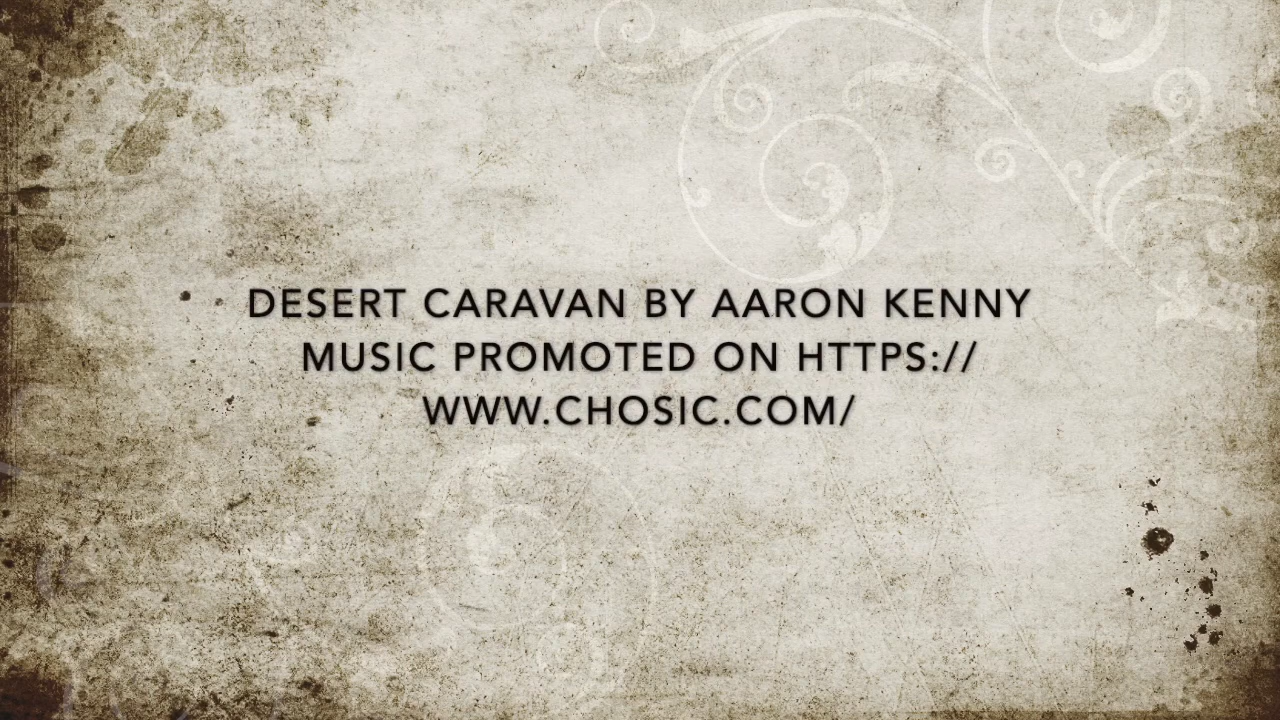 DESERT CARAVAN BY AARON KENNY
MUSIC PROMOTED ON HTTPS://
WWW.CHOSIC.COM/